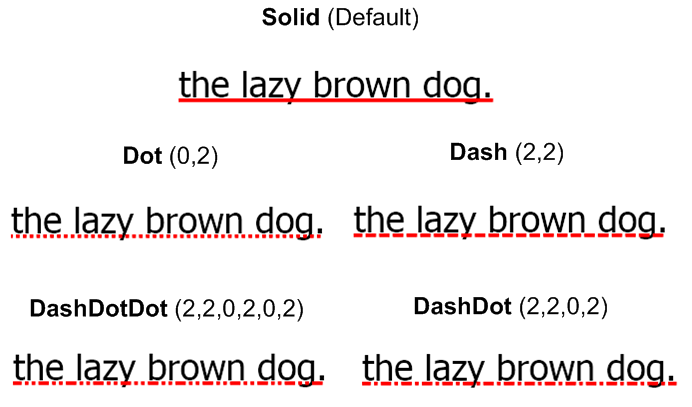 Solid (Default)
the lazy brown dog.
Dot (0,2)
Dash (2,2)
the lazy brown dog.
the lazy brown dog.
DashDotDot (2,2,0,2,0,2)
DashDot (2,2,0,2)
the lazy brown dog.
the lazy brown dog.